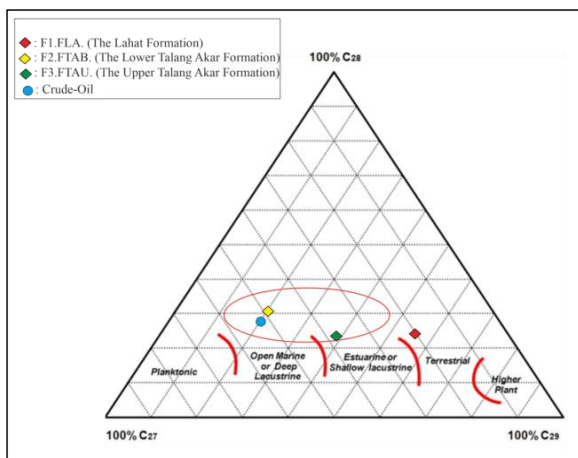 : F1.FLA. (The Lahat Formation)
: F2.FTAB. (The Lower Talang Akar Formation)
: F3.FTAU. (The Upper Talang Akar Formation)
: Crude-Oil
100% C28
Planktonic
Open Marine
or Deep
Lacustrine
Estuarine or
Shallow lacustrine
Terrestrial
Higher
Plant
100% C27
100% C29